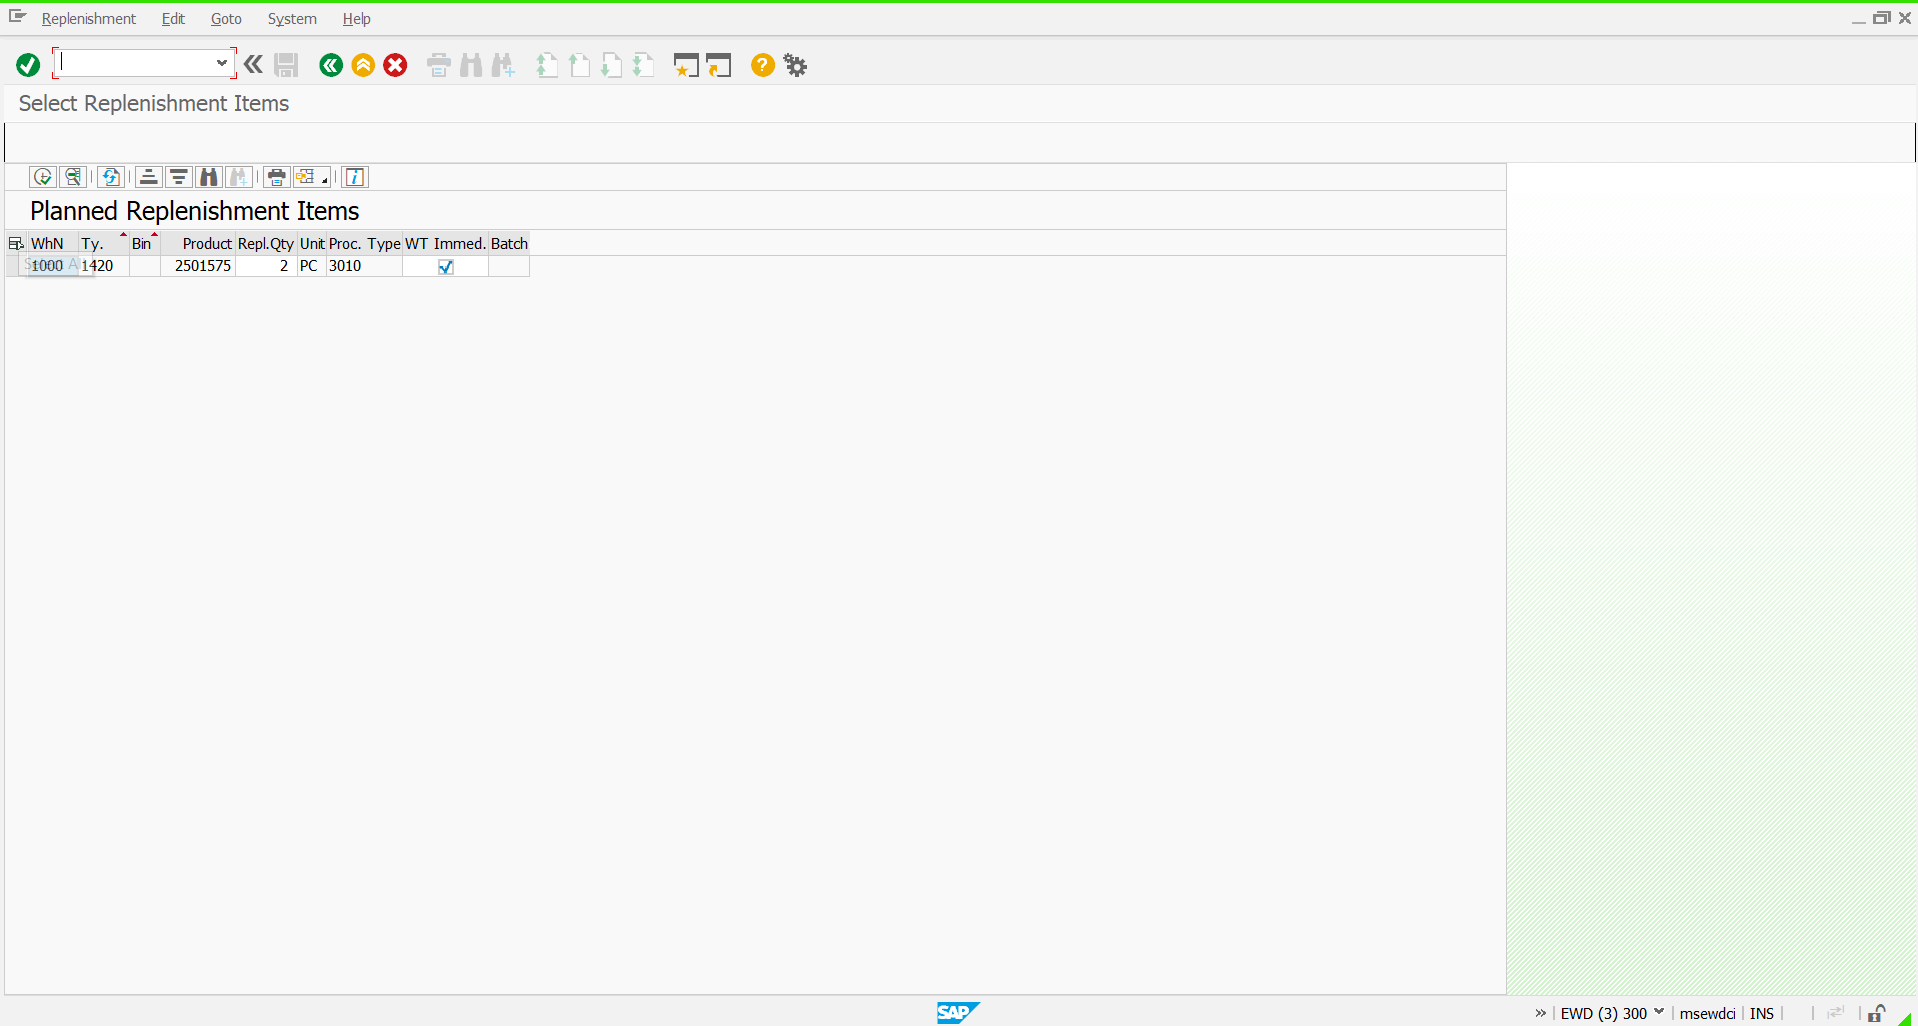 Replenishment Edit Goto System Help
Select Replenishment Items
Planned Replenishment Items
WhN Ty. Bin Product Repl.Qty Unit Proc. Type WT Immed. Batch
1000 1420 2501575 2 PC 3010
SAP » EWD (3) 300 msewdci INS